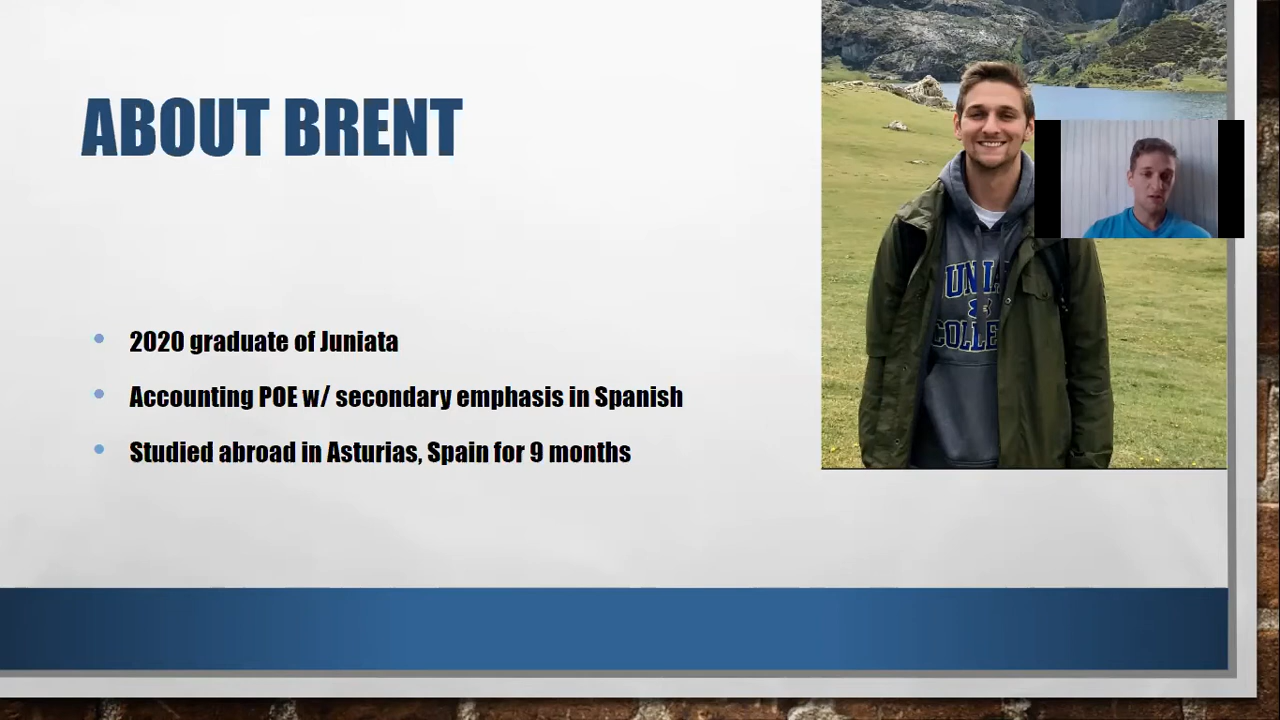 ABOUT BRENT
2020 graduate of Juniata
Accounting POE w/ secondary emphasis in Spanish
Studied abroad in Asturias, Spain for 9 months